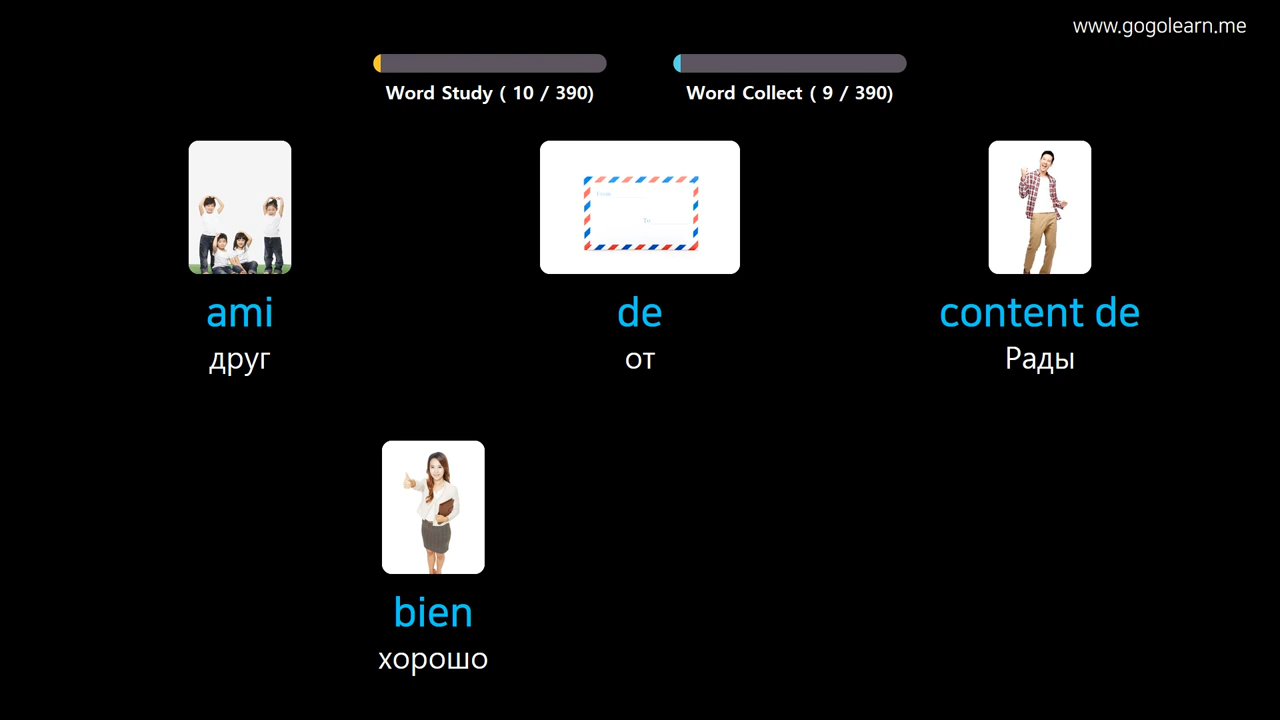 www.gogolearn.me
Word Study ( 10 / 390)
Word Collect ( 9 / 390)
ami
друг
de
от
content de
Рады
bien
хорошо